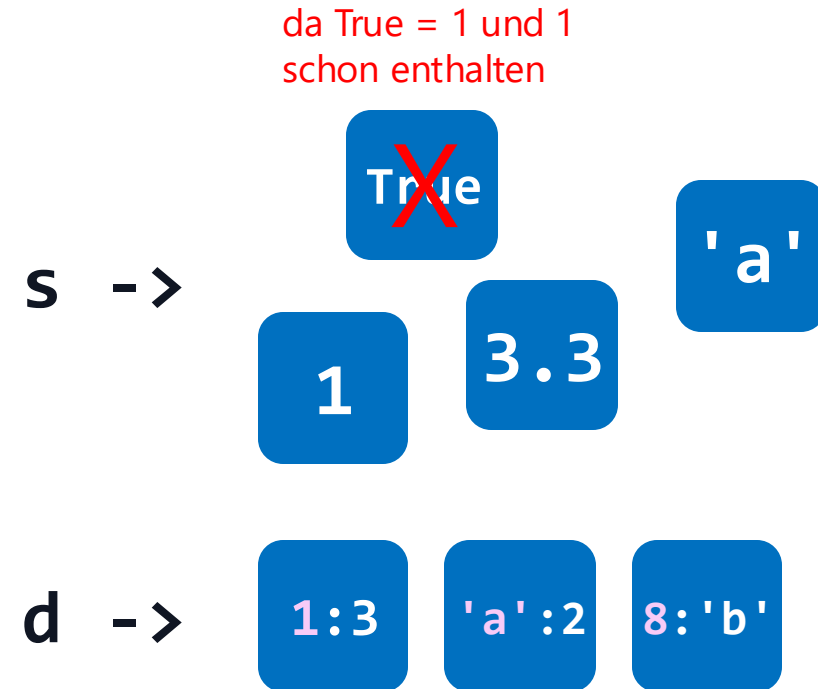 da True = 1 und 1
schon enthalten
True
X
s ->
'a'
3.3
1
d ->
1:3
'a':2
8:'b'